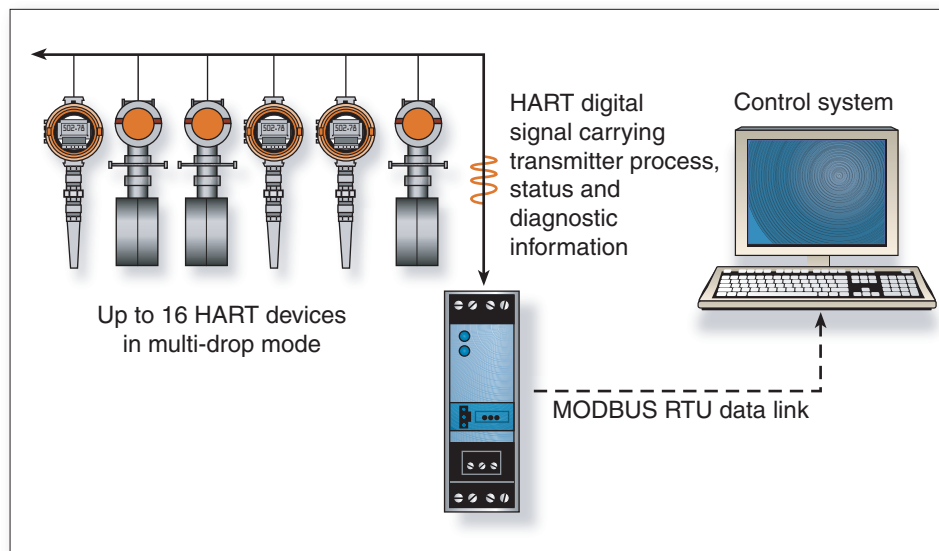 HART digital
signal carrying
transmitter process,
status and
diagnostic
information
Control system
Up to 16 HART devices
in multi-drop mode
MODBUS RTU data link